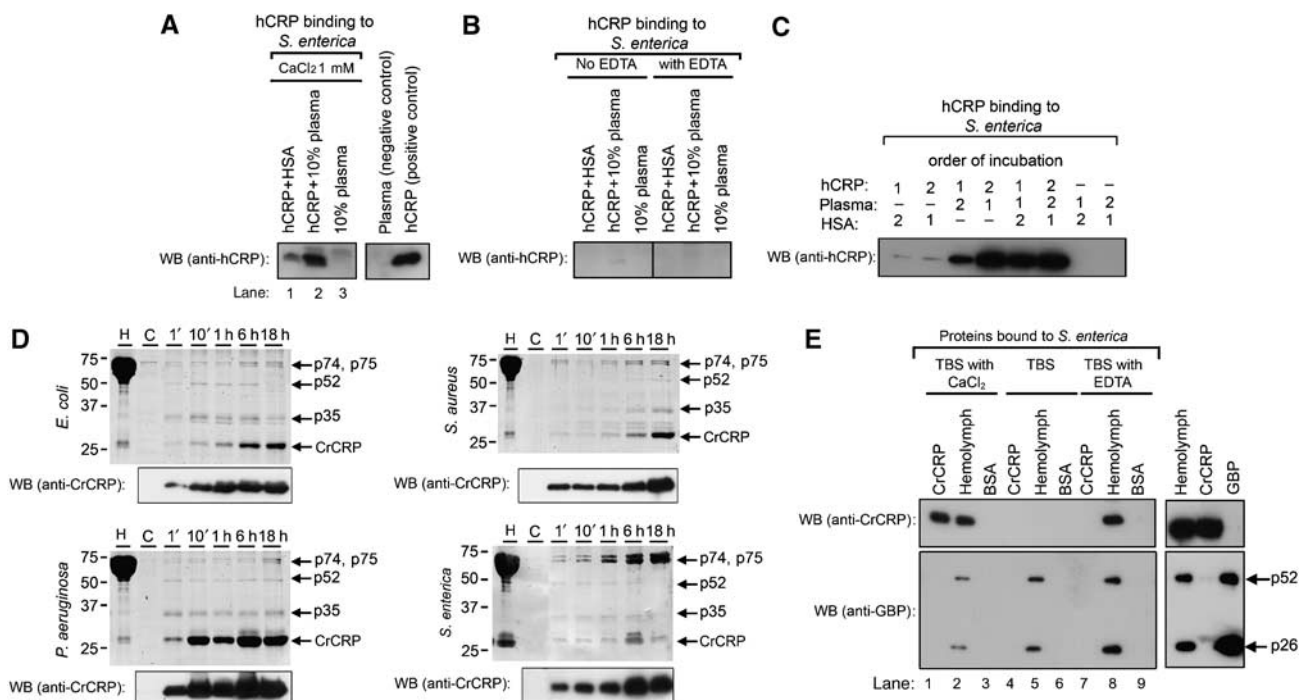 A
hCRP binding to
S. enterica
CaCl₂1 mM
hCRP+HSA
hCRP+10% plasma
10% plasma
Plasma (negative control)
hCRP (positive control)
WB (anti-hCRP):
Lane: 1 2 3
B
hCRP binding to
S. enterica
No EDTA with EDTA
hCRP+HSA
hCRP+10% plasma
10% plasma
hCRP+HSA
hCRP+10% plasma
10% plasma
WB (anti-hCRP):
C
hCRP binding to
S. enterica
order of incubation
hCRP: 1 2 1 2 1 2 – –
Plasma: – – 2 1 1 2 1 2
HSA: 2 1 – – 2 1 2 1
WB (anti-hCRP):
D
H C 1′ 10′ 1 h 6 h 18 h
E. coli
75
50
37
25
p74, p75
p52
p35
CrCRP
WB (anti-CrCRP):
H C 1′ 10′ 1 h 6 h 18 h
S. aureus
75
50
37
25
p74, p75
p52
p35
CrCRP
WB (anti-CrCRP):
H C 1′ 10′ 1 h 6 h 18 h
P. aeruginosa
75
50
37
25
p74, p75
p52
p35
CrCRP
WB (anti-CrCRP):
H C 1′ 10′ 1 h 6 h 18 h
S. enterica
75
50
37
25
p74, p75
p52
p35
CrCRP
WB (anti-CrCRP):
E
Proteins bound to S. enterica
TBS with CaCl₂
TBS
TBS with EDTA
CrCRP
Hemolymph
BSA
CrCRP
Hemolymph
BSA
CrCRP
Hemolymph
BSA
Hemolymph
CrCRP
GBP
WB (anti-CrCRP):
WB (anti-GBP):
p52
p26
Lane: 1 2 3 4 5 6 7 8 9